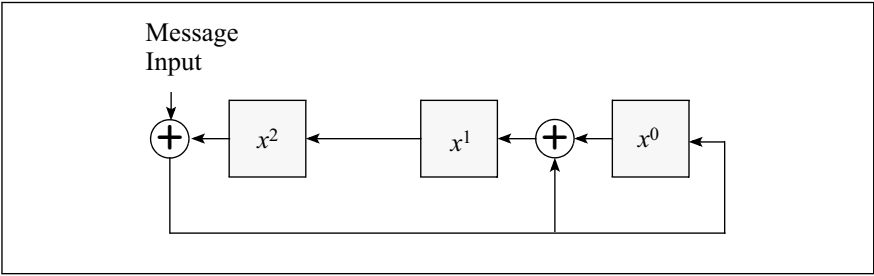 Message
Input
+ x² x¹ + x⁰